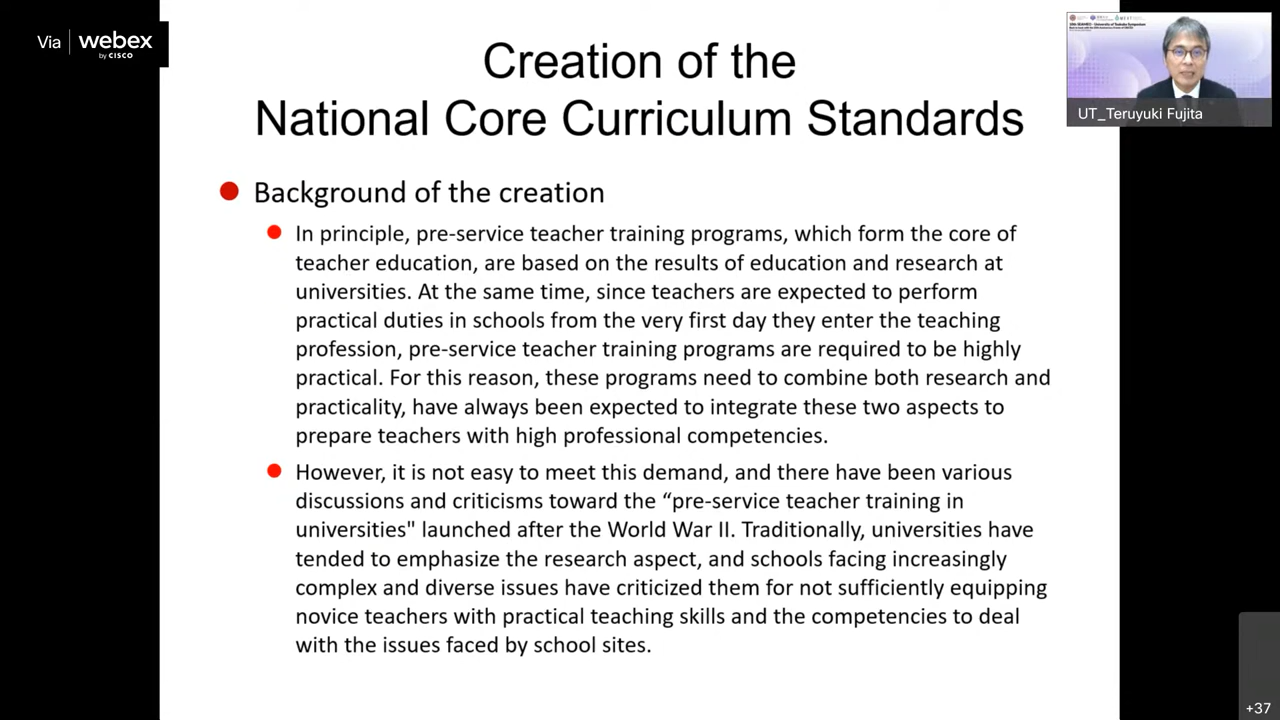 Via webex
by CISCO
Creation of the
National Core Curriculum Standards
UT_Teruyuki Fujita
Background of the creation
In principle, pre-service teacher training programs, which form the core of
teacher education, are based on the results of education and research at
universities. At the same time, since teachers are expected to perform
practical duties in schools from the very first day they enter the teaching
profession, pre-service teacher training programs are required to be highly
practical. For this reason, these programs need to combine both research and
practicality, have always been expected to integrate these two aspects to
prepare teachers with high professional competencies.
However, it is not easy to meet this demand, and there have been various
discussions and criticisms toward the “pre-service teacher training in
universities" launched after the World War II. Traditionally, universities have
tended to emphasize the research aspect, and schools facing increasingly
complex and diverse issues have criticized them for not sufficiently equipping
novice teachers with practical teaching skills and the competencies to deal
with the issues faced by school sites.
+37